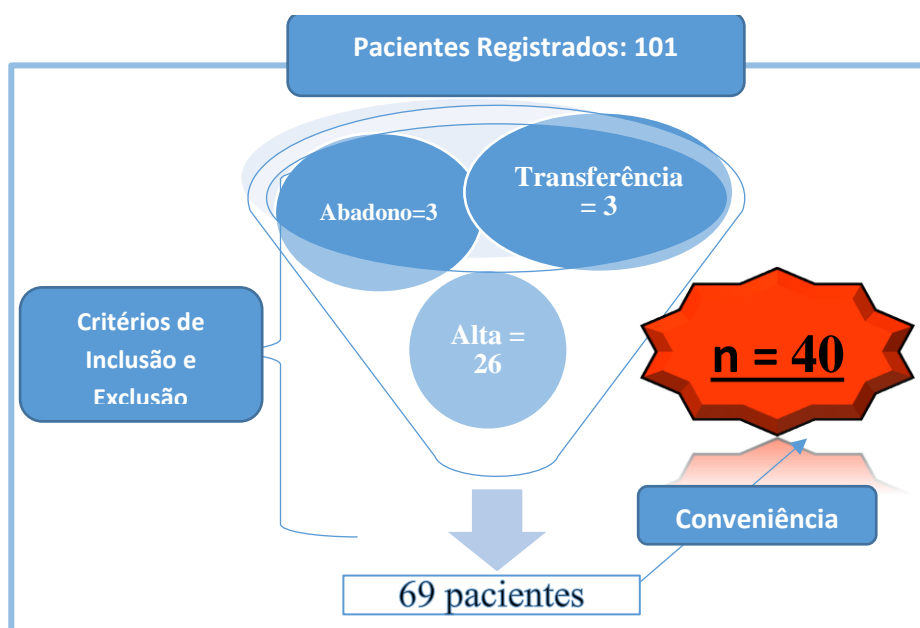 Pacientes Registrados: 101
Transferência
= 3
Abadono=3
Critérios de
Inclusão e
Exclusão
Alta =
26
n = 40
Conveniência
69 pacientes